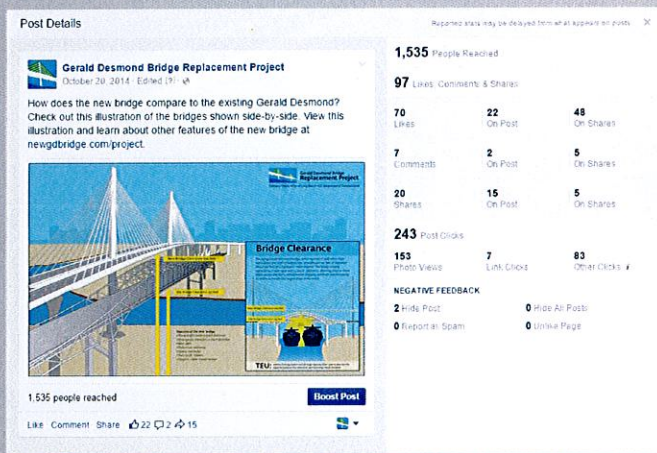 Post Details
Reported stats may be delayed from what appears on posts
Gerald Desmond Bridge Replacement Project
October 20, 2014 · Edited
How does the new bridge compare to the existing Gerald Desmond?
Check out this illustration of the bridges shown side-by-side. View this
illustration and learn about other features of the new bridge at
newgdbridge.com/project.
Gerald Desmond Bridge
Replacement Project
Bridge Clearance
TEU:
1,535 people reached
Boost Post
Like Comment Share 22 2 15
1,535 People Reached
97 Likes, Comments & Shares
70 22 48
Likes On Post On Shares
7 2 5
Comments On Post On Shares
20 15 5
Shares On Post On Shares
243 Post Clicks
153 7 83
Photo Views Link Clicks Other Clicks
NEGATIVE FEEDBACK
2 Hide Post 0 Hide All Posts
0 Report as Spam 0 Unlike Page